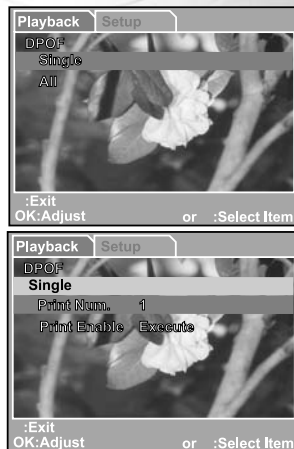 Playback Setup
DPOF
Single
All
:Exit
OK:Adjust or :Select Item
Playback Setup
DPOF
Single
Print Num. 1
Print Enable Execute
:Exit
OK:Adjust or :Select Item